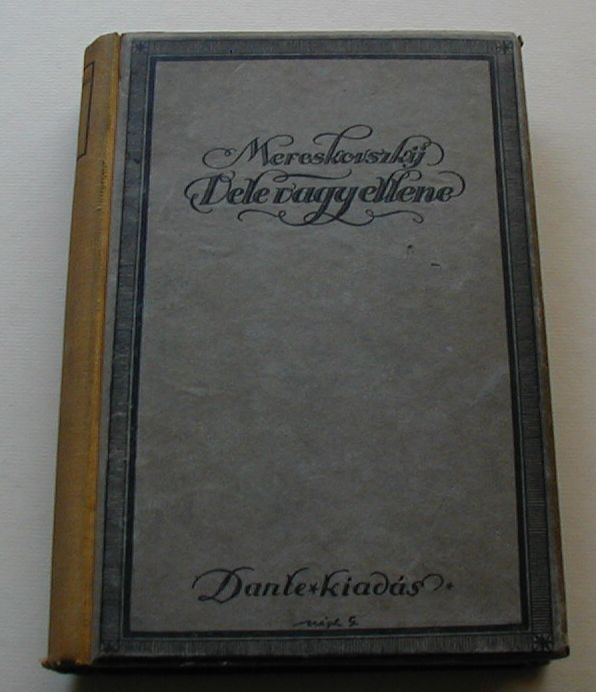 Mereskovszkij
Vele vagy ellene
Dante*kiadás*